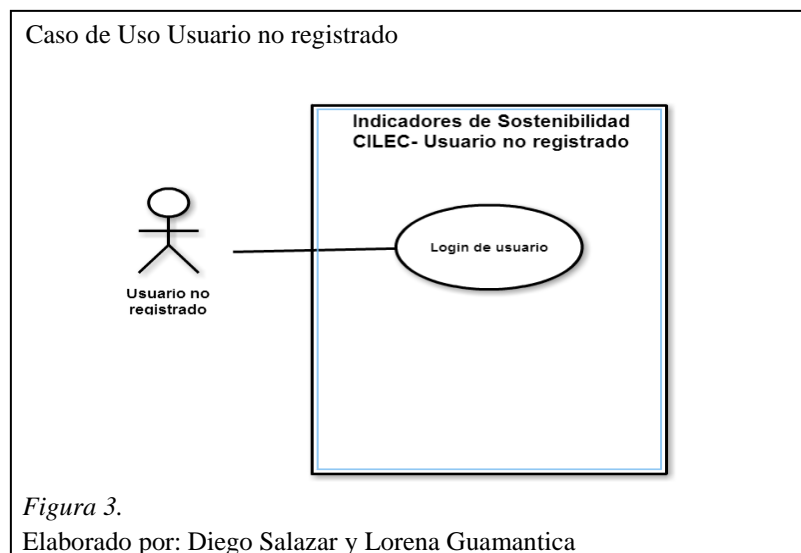 Caso de Uso Usuario no registrado
Indicadores de Sostenibilidad
CILEC- Usuario no registrado
Login de usuario
Usuario no
registrado
Figura 3.
Elaborado por: Diego Salazar y Lorena Guamantica